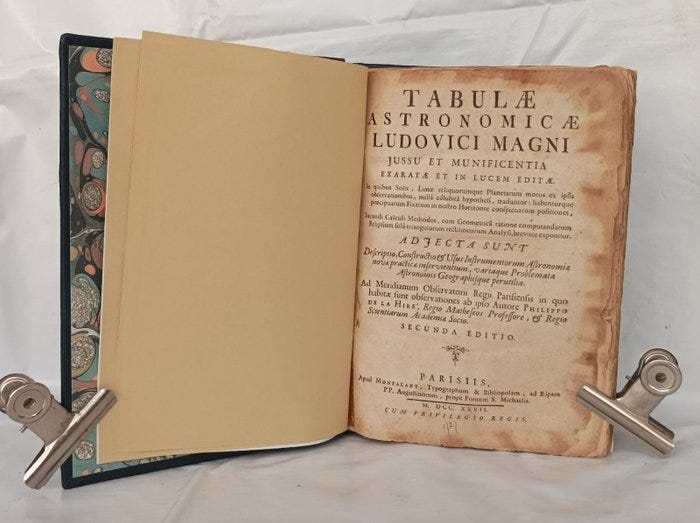 TABULÆ
ASTRONOMICÆ
LUDOVICI MAGNI
JUSSU ET MUNIFICENTIA
EXARATÆ ET IN LUCEM EDITÆ.
In quibus Solis, Lunæ reliquorumque Planetarum motus ex ipsis
observationibus, nullâ adhibitâ hypothesi, traduntur: habenturque
præcipuarum Fixarum in nostro Horizonte conspicuarum positiones.
Ineundi Calculi Methodus, cum Geometricâ ratione computandarum
Eclipsium solâ triangulorum rectilineorum Analysi, breviter exponitur.
ADJECTA SUNT
Descriptio, Constructio & Usus Instrumentorum Astronomiæ
novæ practicæ inservientium, variaque Problemata
Astronomis Geographisque perutilia.
Ad Meridianum Observatorii Regii Parisiensis in quo
habitæ sunt observationes ab ipso Autore PHILIPPO
DE LA HIRE, Regio Matheseos Professore, & Regiæ
Scientiarum Academiæ Socio.
SECUNDA EDITIO.
PARISIIS,
Apud MONTALANT, Typographum & Bibliopolam, ad Ripam
PP. Augustinorum, propè Pontem S. Michaëlis.
M. DCC. XXVII.
CUM PRIVILEGIO REGIS.